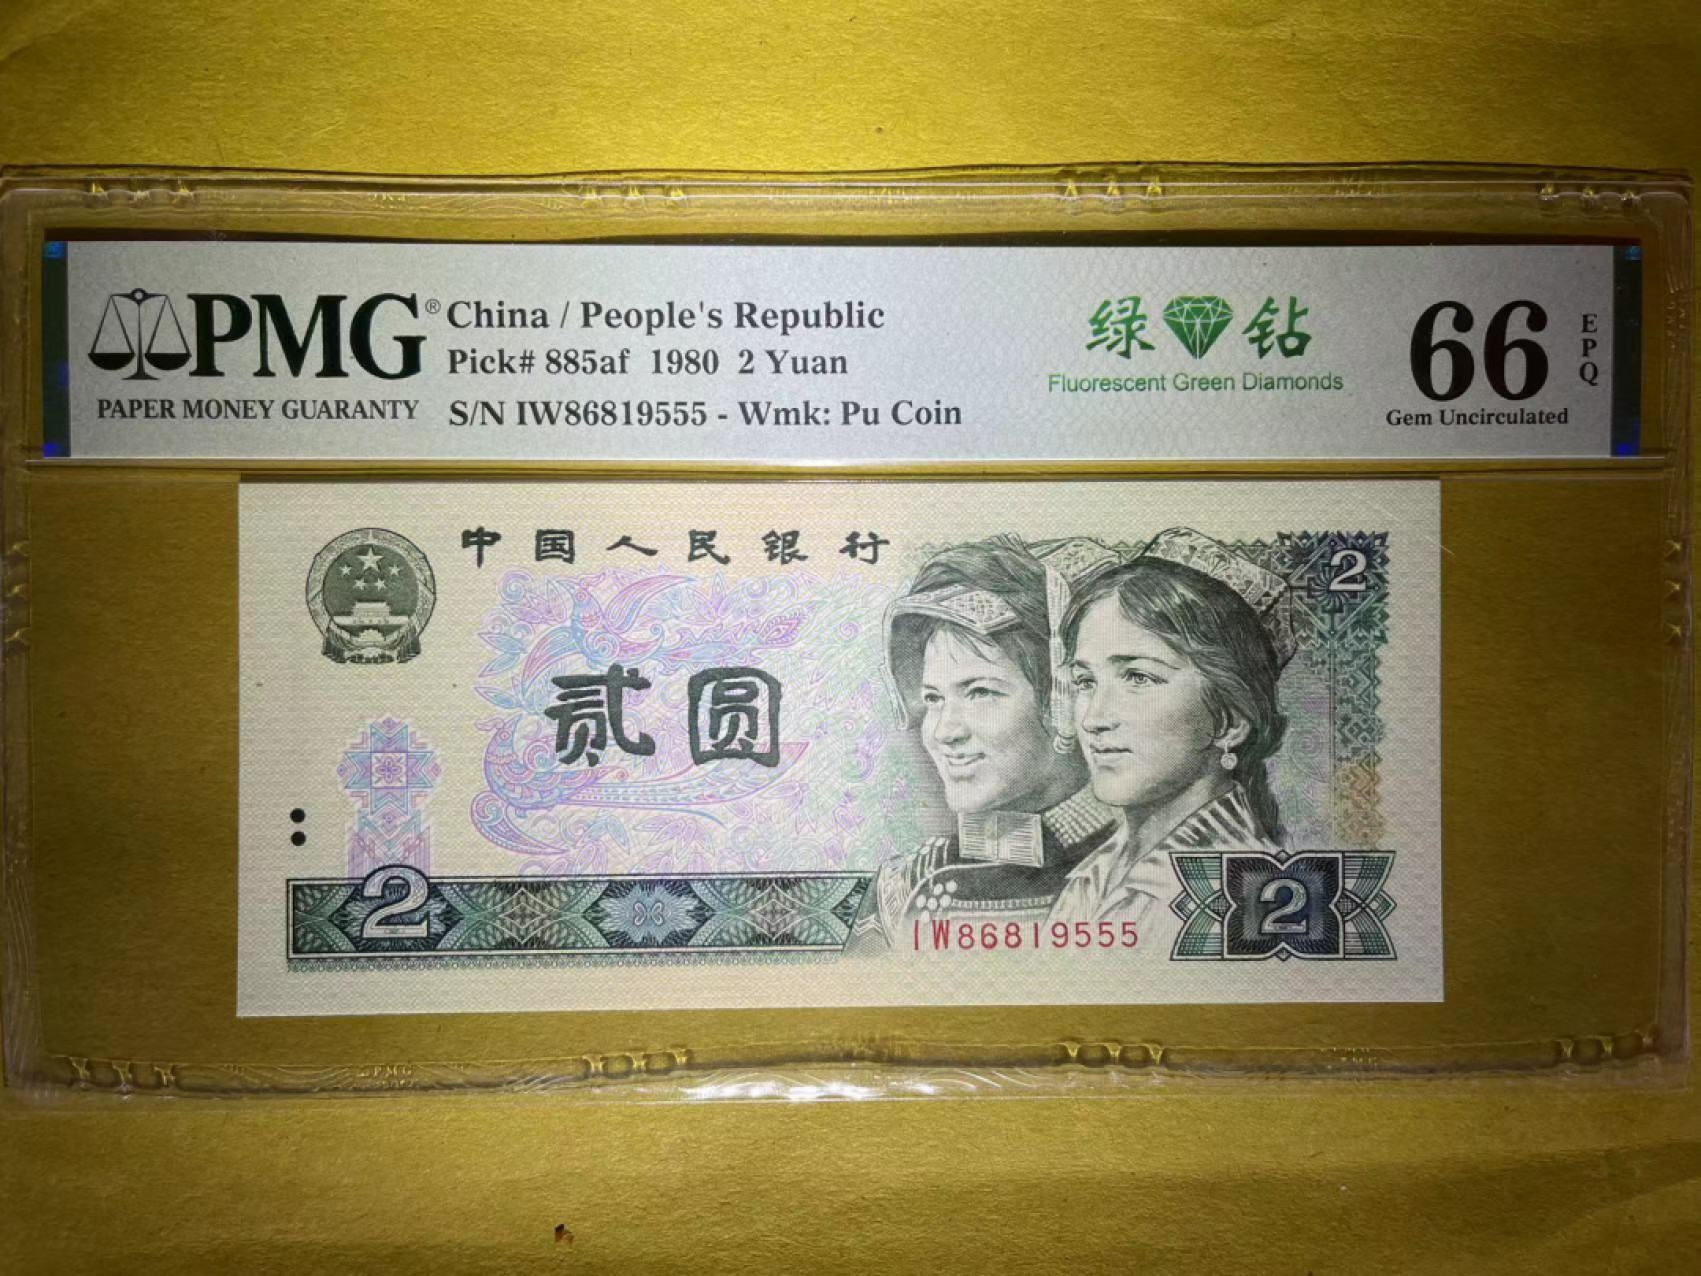 PMG® China / People's Republic
Pick# 885af 1980 2 Yuan
PAPER MONEY GUARANTY S/N IW86819555 - Wmk: Pu Coin
绿钻
Fluorescent Green Diamonds
66 EPQ
Gem Uncirculated
中国人民银行
2
贰圆
2
IW86819555
2
PMG